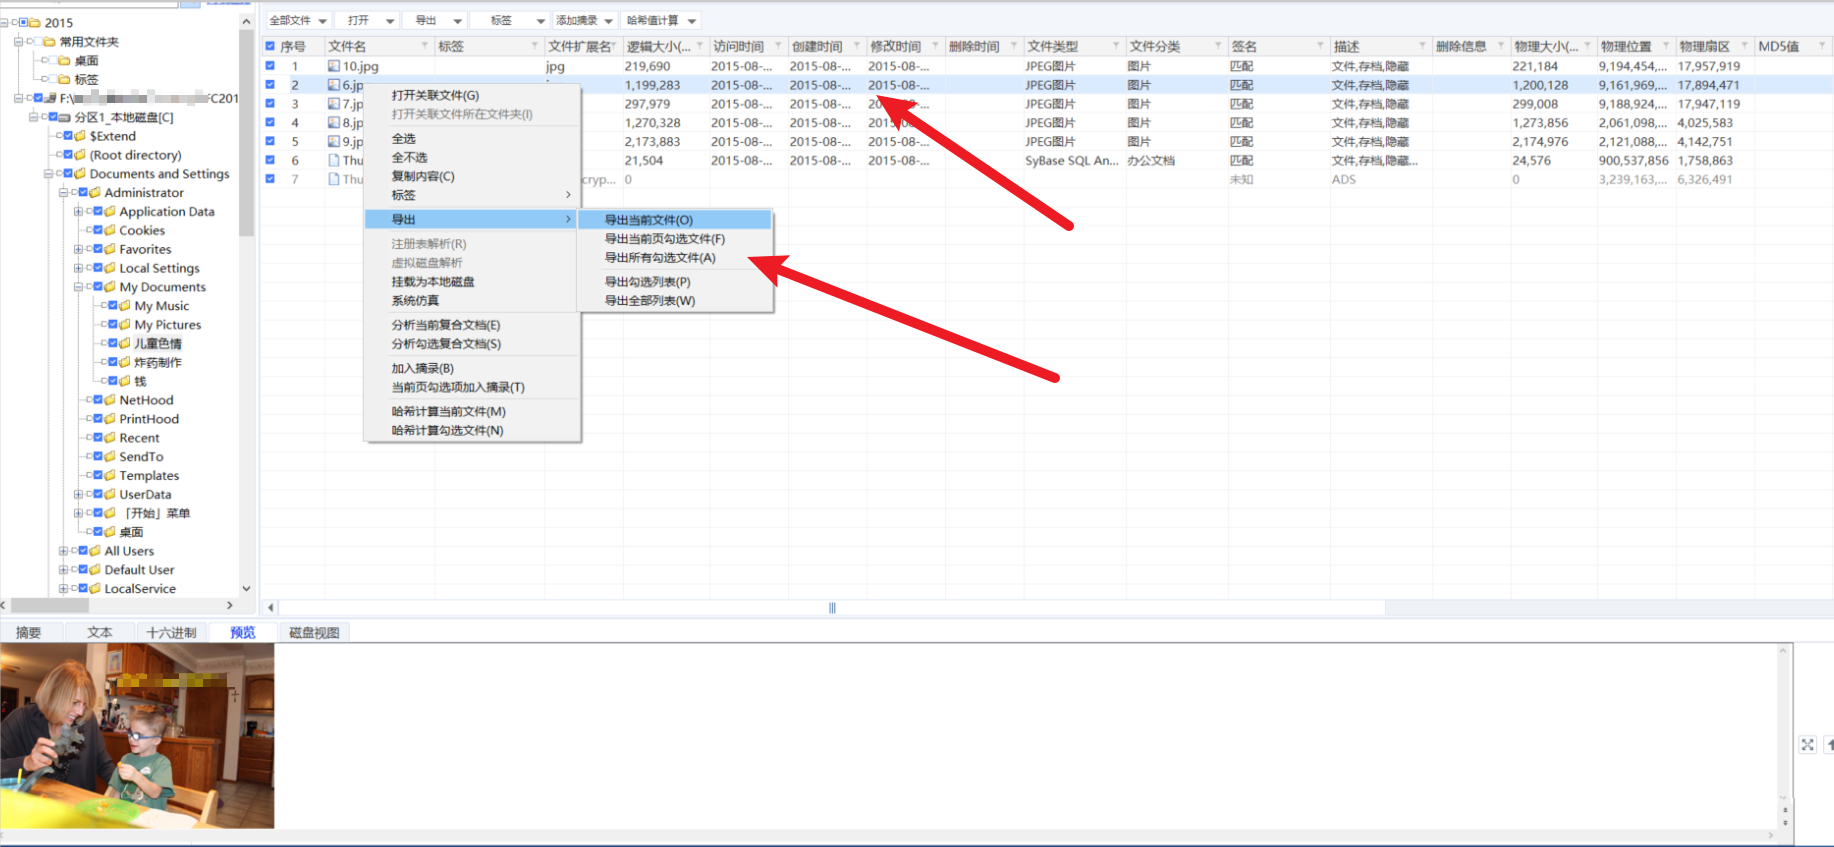 全部文件 打开 导出 标签 添加摘录 哈希值计算
2015
常用文件夹
桌面
标签
F:\ FC201
分区1_本地磁盘[C]
$Extend
(Root directory)
Documents and Settings
Administrator
Application Data
Cookies
Favorites
Local Settings
My Documents
My Music
My Pictures
儿童色情
炸药制作
钱
NetHood
PrintHood
Recent
SendTo
Templates
UserData
「开始」菜单
桌面
All Users
Default User
LocalService
序号 文件名 标签 文件扩展名 逻辑大小(... 访问时间 创建时间 修改时间 删除时间 文件类型 文件分类 签名 描述 删除信息 物理大小(... 物理位置 物理扇区 MD5值
1 10.jpg jpg 219,690 2015-08-... 2015-08-... 2015-08-... JPEG图片 图片 匹配 文件,存档,隐藏 221,184 9,194,454,... 17,957,919
2 6.jp 1,199,283 2015-08-... 2015-08-... 2015-08-... JPEG图片 图片 匹配 文件,存档,隐藏 1,200,128 9,161,969,... 17,894,471
3 7.j 297,979 2015-08-... 2015-08-... 2015-08-... JPEG图片 图片 匹配 文件,存档,隐藏 299,008 9,188,924,... 17,947,119
4 8.jp 1,270,328 2015-08-... 2015-08-... 2015-08-... JPEG图片 图片 匹配 文件,存档,隐藏 1,273,856 2,061,098,... 4,025,583
5 9.jp 2,173,883 2015-08-... 2015-08-... 2015-08-... JPEG图片 图片 匹配 文件,存档,隐藏 2,174,976 2,121,088,... 4,142,751
6 Thu 21,504 2015-08-... 2015-08-... 2015-08-... SyBase SQL An... 办公文档 匹配 文件,存档,隐藏... 24,576 900,537,856 1,758,863
7 Thu cryp... 0 未知 ADS 0 3,239,163,... 6,326,491
打开关联文件(G)
打开关联文件所在文件夹(I)
全选
全不选
复制内容(C)
标签
导出
注册表解析(R)
虚拟磁盘解析
挂载为本地磁盘
系统仿真
分析当前复合文档(E)
分析勾选复合文档(S)
加入摘录(B)
当前页勾选项加入摘录(T)
哈希计算当前文件(M)
哈希计算勾选文件(N)
导出当前文件(O)
导出当前页勾选文件(F)
导出所有勾选文件(A)
导出勾选列表(P)
导出全部列表(W)
摘要 文本 十六进制 预览 磁盘视图